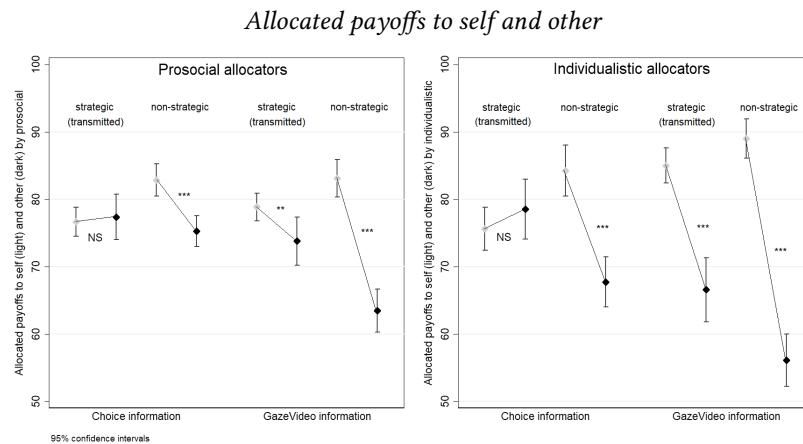 Allocated payoffs to self and other
Allocated payoffs to self (light) and other (dark) by prosocial
100
90
80
70
60
50
Prosocial allocators
strategic
(transmitted)
non-strategic
strategic
(transmitted)
non-strategic
NS
***
**
***
Choice information
GazeVideo information
Allocated payoffs to self (light) and other (dark) by individualistic
100
90
80
70
60
50
Individualistic allocators
strategic
(transmitted)
non-strategic
strategic
(transmitted)
non-strategic
NS
***
***
***
Choice information
GazeVideo information
95% confidence intervals